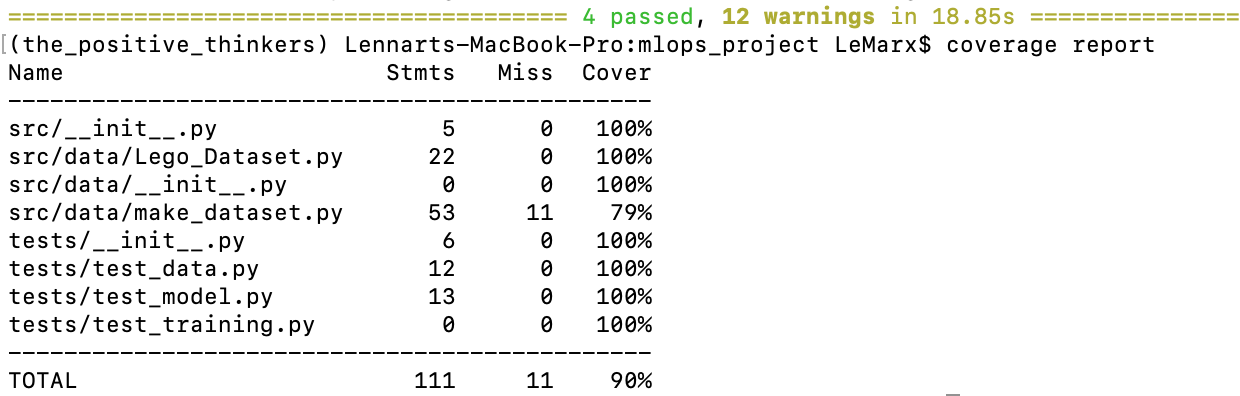 ======================================== 4 passed, 12 warnings in 18.85s ===============
[(the_positive_thinkers) Lennarts-MacBook-Pro:mlops_project LeMarx$ coverage report
Name                       Stmts   Miss  Cover
----------------------------------------------
src/__init__.py                5      0   100%
src/data/Lego_Dataset.py      22      0   100%
src/data/__init__.py           0      0   100%
src/data/make_dataset.py      53     11    79%
tests/__init__.py              6      0   100%
tests/test_data.py            12      0   100%
tests/test_model.py           13      0   100%
tests/test_training.py         0      0   100%
----------------------------------------------
TOTAL                        111     11    90%